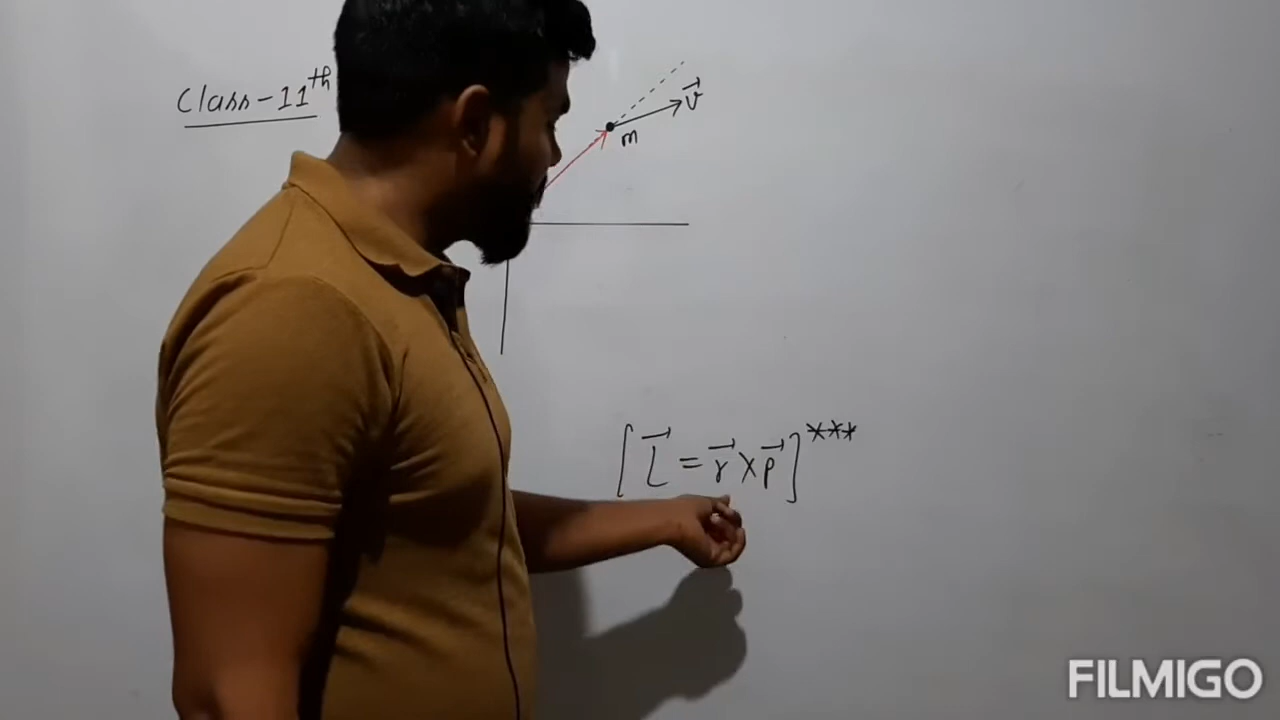 Class-11th
v⃗
m
[L⃗ = r⃗ × p⃗]***
FILMIGO